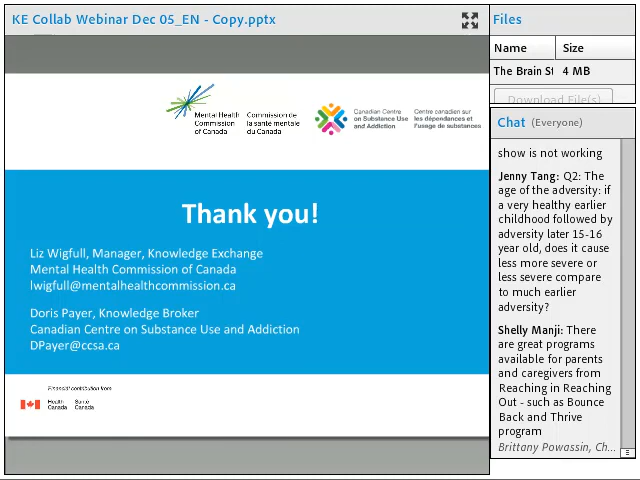 KE Collab Webinar Dec 05_EN - Copy.pptx
Mental Health
Commission
of Canada
Commission de
la santé mentale
du Canada
Canadian Centre
on Substance Use
and Addiction
Centre canadien sur
les dépendances et
l'usage de substances
Thank you!
Liz Wigfull, Manager, Knowledge Exchange
Mental Health Commission of Canada
lwigfull@mentalhealthcommission.ca
Doris Payer, Knowledge Broker
Canadian Centre on Substance Use and Addiction
DPayer@ccsa.ca
Financial contribution from
Health
Canada
Santé
Canada
Files
Name
Size
The Brain St
4 MB
Download File(s)
Chat (Everyone)
show is not working
Jenny Tang: Q2: The
age of the adversity: if
a very healthy earlier
childhood followed by
adversity later 15-16
year old, does it cause
less more severe or
less severe compare
to much earlier
adversity?
Shelly Manji: There
are great programs
available for parents
and caregivers from
Reaching in Reaching
Out - such as Bounce
Back and Thrive
program
Brittany Powassin, Ch...